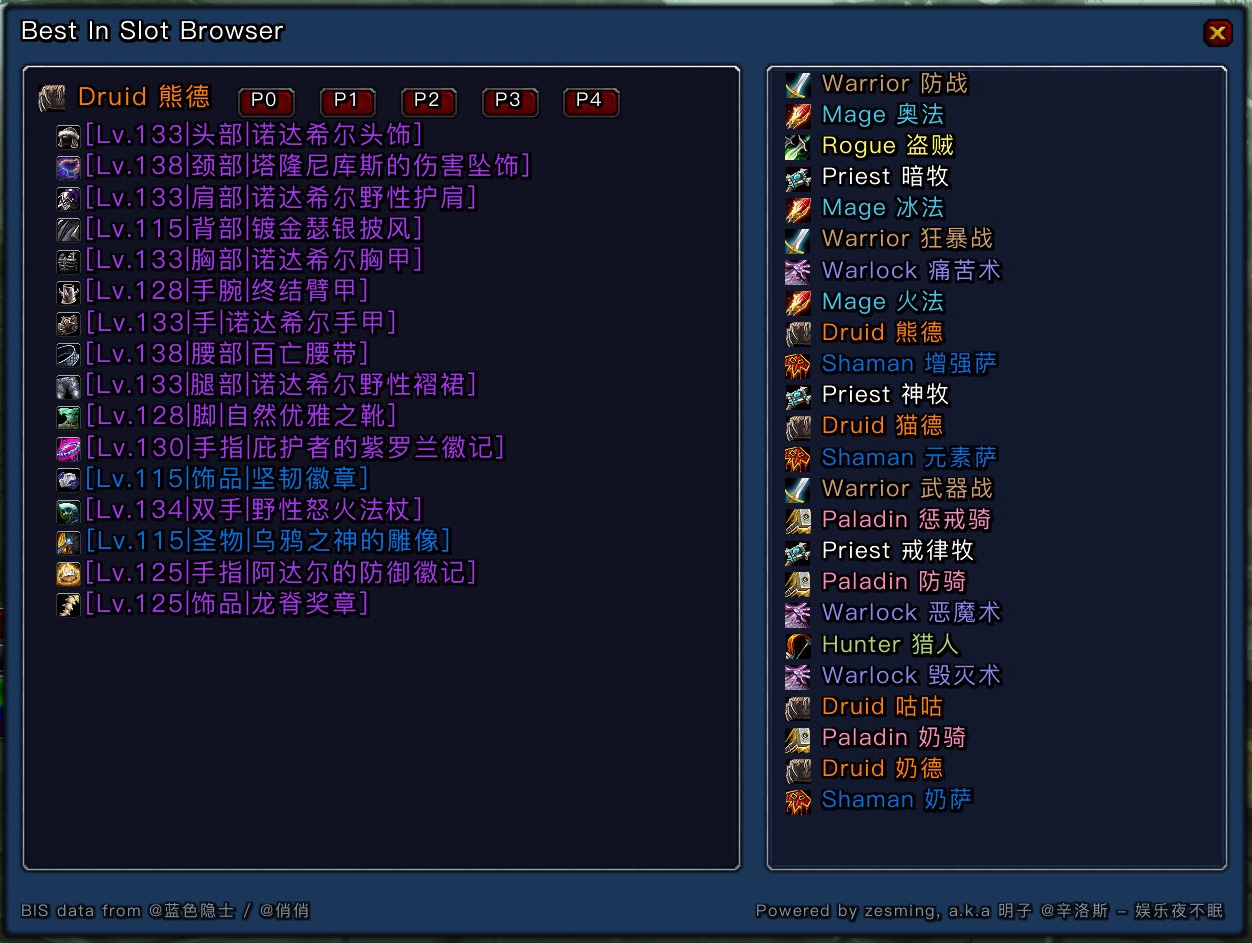 Best In Slot Browser
Druid 熊德 P0 P1 P2 P3 P4
[Lv.133|头部|诺达希尔头饰]
[Lv.138|颈部|塔隆尼库斯的伤害坠饰]
[Lv.133|肩部|诺达希尔野性护肩]
[Lv.115|背部|镀金瑟银披风]
[Lv.133|胸部|诺达希尔胸甲]
[Lv.128|手腕|终结臂甲]
[Lv.133|手|诺达希尔手甲]
[Lv.138|腰部|百亡腰带]
[Lv.133|腿部|诺达希尔野性褶裙]
[Lv.128|脚|自然优雅之靴]
[Lv.130|手指|庇护者的紫罗兰徽记]
[Lv.115|饰品|坚韧徽章]
[Lv.134|双手|野性怒火法杖]
[Lv.115|圣物|乌鸦之神的雕像]
[Lv.125|手指|阿达尔的防御徽记]
[Lv.125|饰品|龙脊奖章]
Warrior 防战
Mage 奥法
Rogue 盗贼
Priest 暗牧
Mage 冰法
Warrior 狂暴战
Warlock 痛苦术
Mage 火法
Druid 熊德
Shaman 增强萨
Priest 神牧
Druid 猫德
Shaman 元素萨
Warrior 武器战
Paladin 惩戒骑
Priest 戒律牧
Paladin 防骑
Warlock 恶魔术
Hunter 猎人
Warlock 毁灭术
Druid 咕咕
Paladin 奶骑
Druid 奶德
Shaman 奶萨
BIS data from @蓝色隐士 / @俏俏
Powered by zesming, a.k.a 明子 @辛洛斯 – 娱乐夜不眠